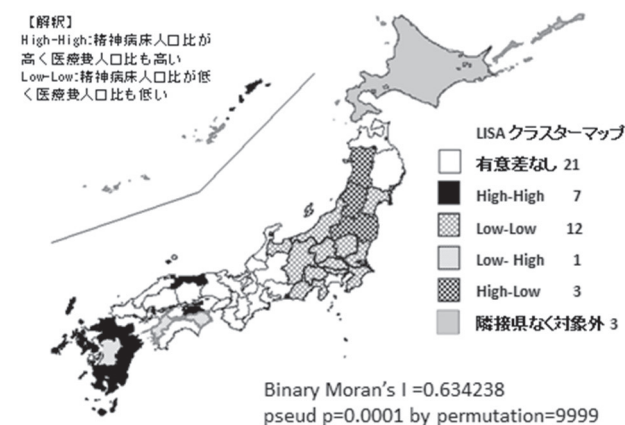 【解釈】
High-High:精神病床人口比が
高く医療費人口比も高い
Low-Low:精神病床人口比が低
く医療費人口比も低い
LISA クラスターマップ
有意差なし 21
High-High 7
Low-Low 12
Low- High 1
High-Low 3
隣接県なく対象外 3
Binary Moran's I =0.634238
pseud p=0.0001 by permutation=9999